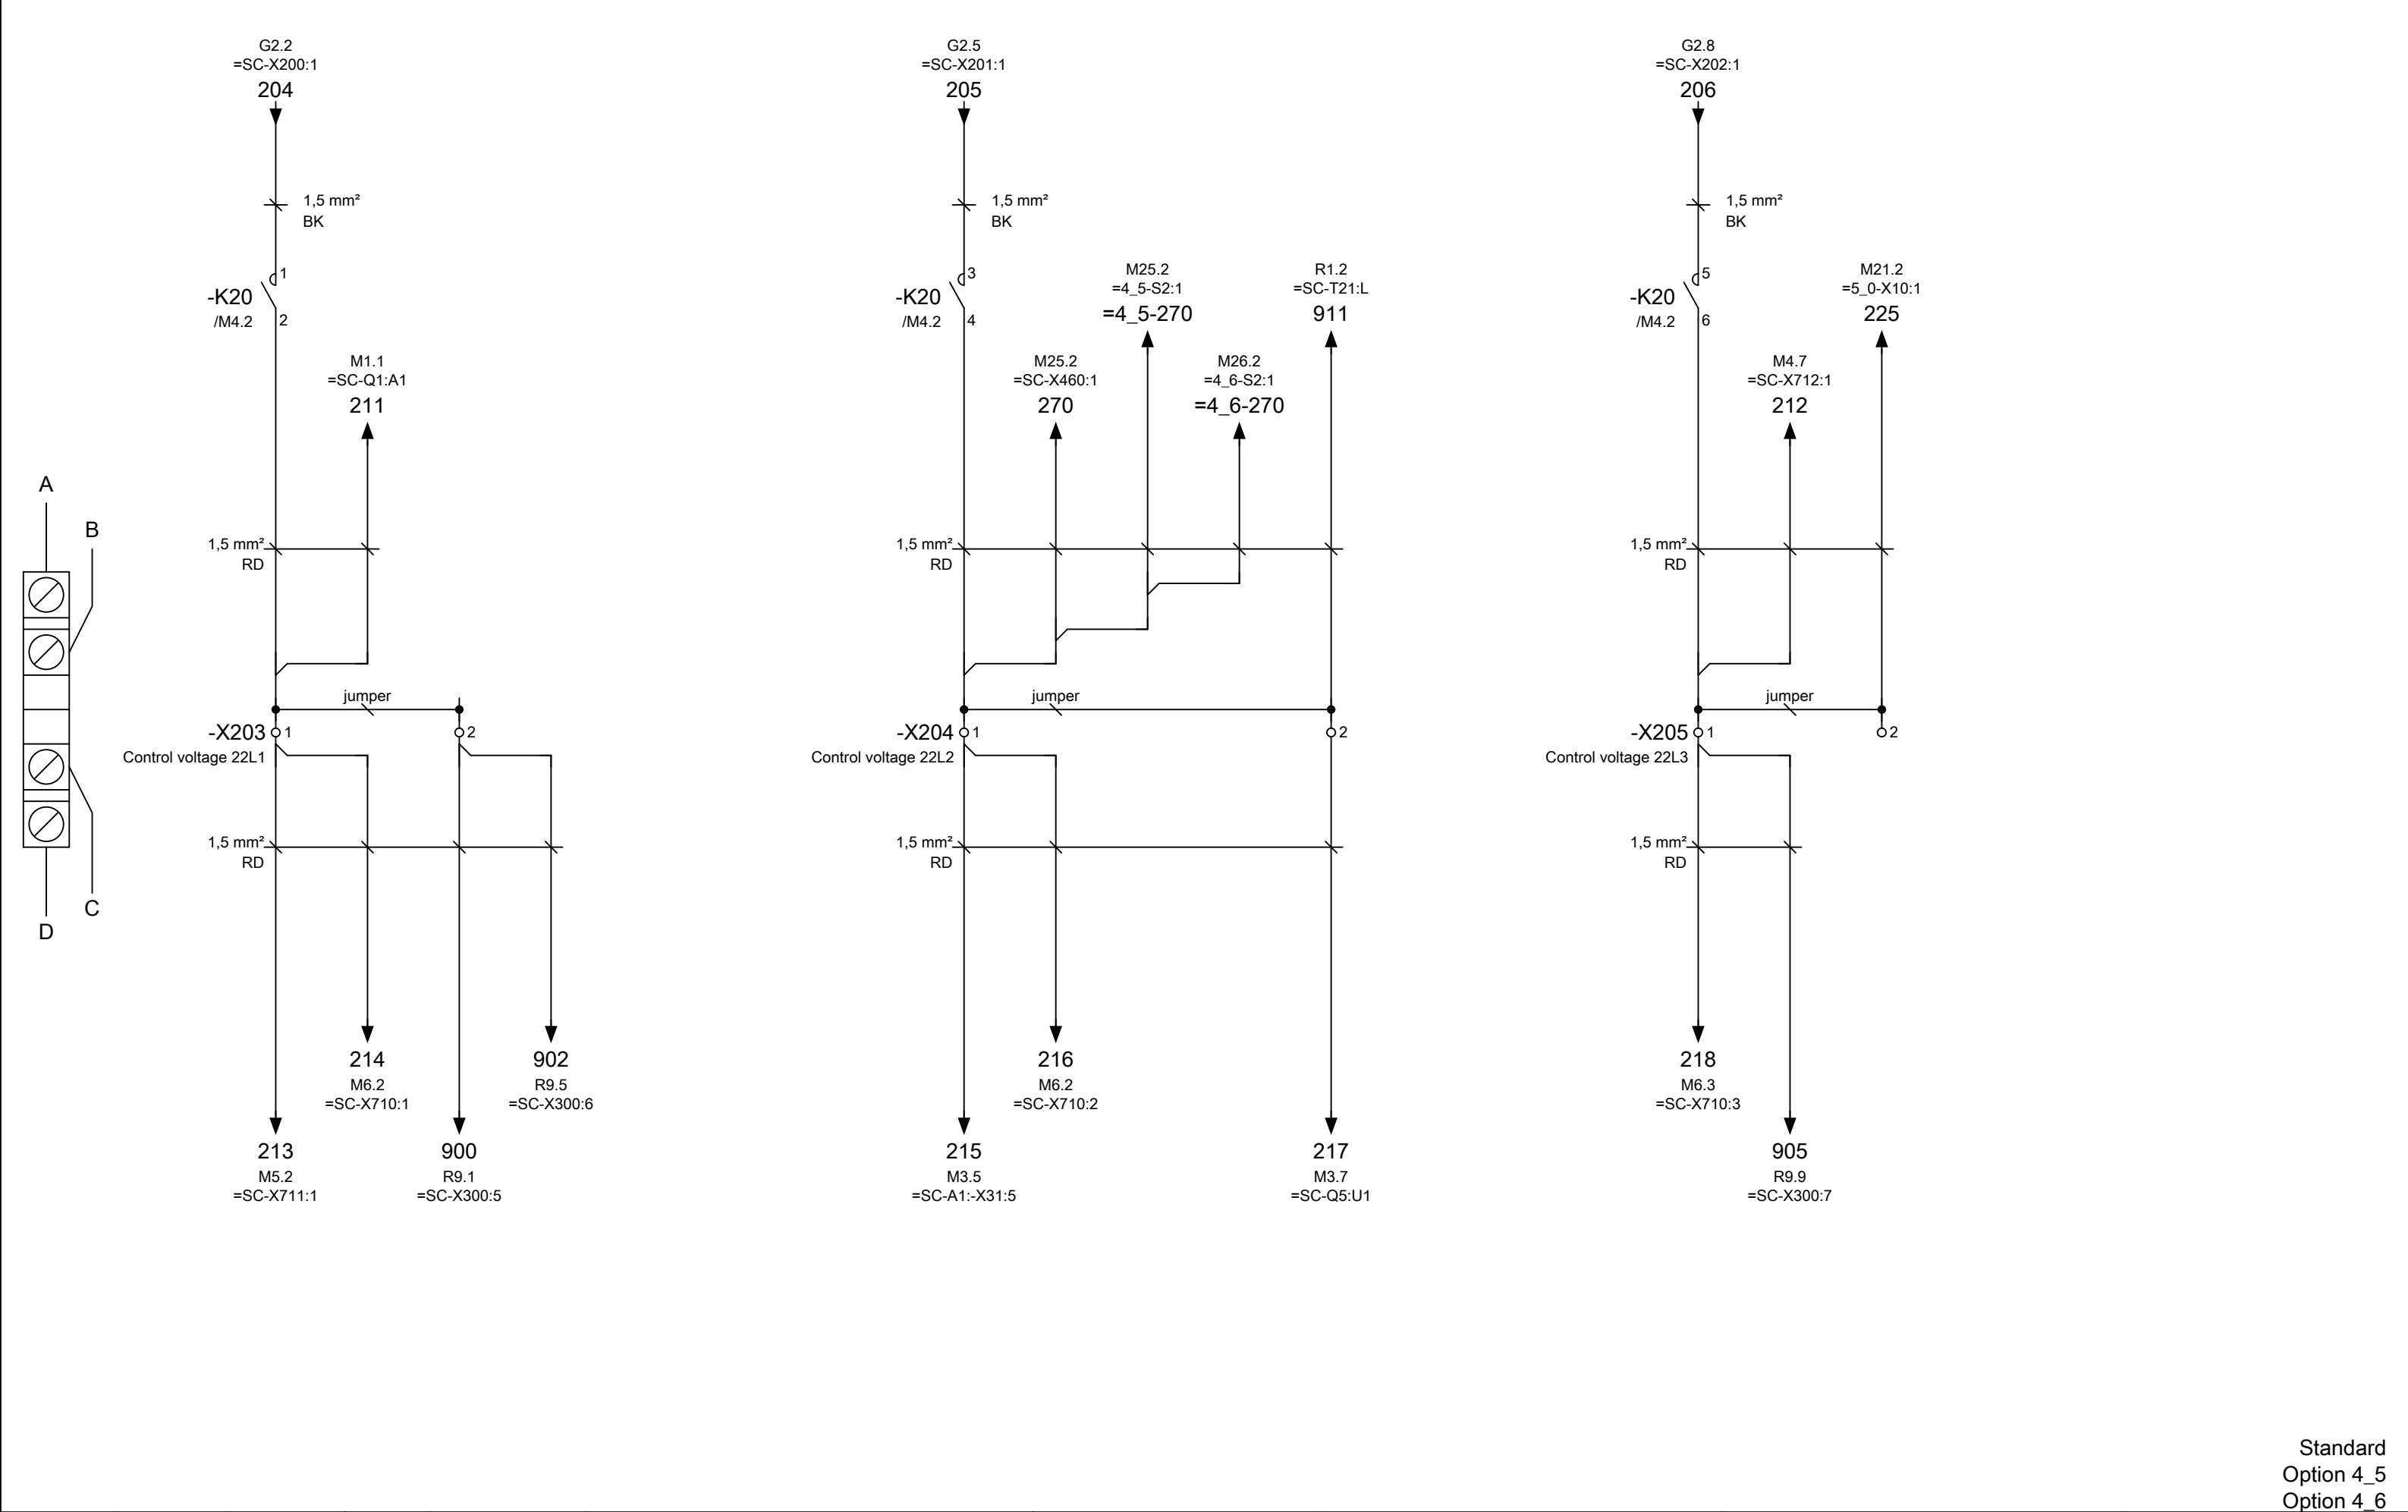 G2.2
=SC-X200:1
204
G2.5
=SC-X201:1
205
G2.8
=SC-X202:1
206
1,5 mm²
BK
1,5 mm²
BK
1,5 mm²
BK
1
-K20
/M4.2
2
3
-K20
/M4.2
4
M25.2
=4_5-S2:1
=4_5-270
R1.2
=SC-T21:L
911
5
-K20
/M4.2
6
M21.2
=5_0-X10:1
225
M1.1
=SC-Q1:A1
211
M25.2
=SC-X460:1
270
M26.2
=4_6-S2:1
=4_6-270
M4.7
=SC-X712:1
212
A
B
C
D
1,5 mm²
RD
1,5 mm²
RD
1,5 mm²
RD
jumper
jumper
jumper
-X203 1
2
Control voltage 22L1
-X204 1
2
Control voltage 22L2
-X205 1
2
Control voltage 22L3
1,5 mm²
RD
1,5 mm²
RD
1,5 mm²
RD
214
M6.2
=SC-X710:1
902
R9.5
=SC-X300:6
216
M6.2
=SC-X710:2
218
M6.3
=SC-X710:3
213
M5.2
=SC-X711:1
900
R9.1
=SC-X300:5
215
M3.5
=SC-A1:-X31:5
217
M3.7
=SC-Q5:U1
905
R9.9
=SC-X300:7
Standard
Option 4_5
Option 4_6